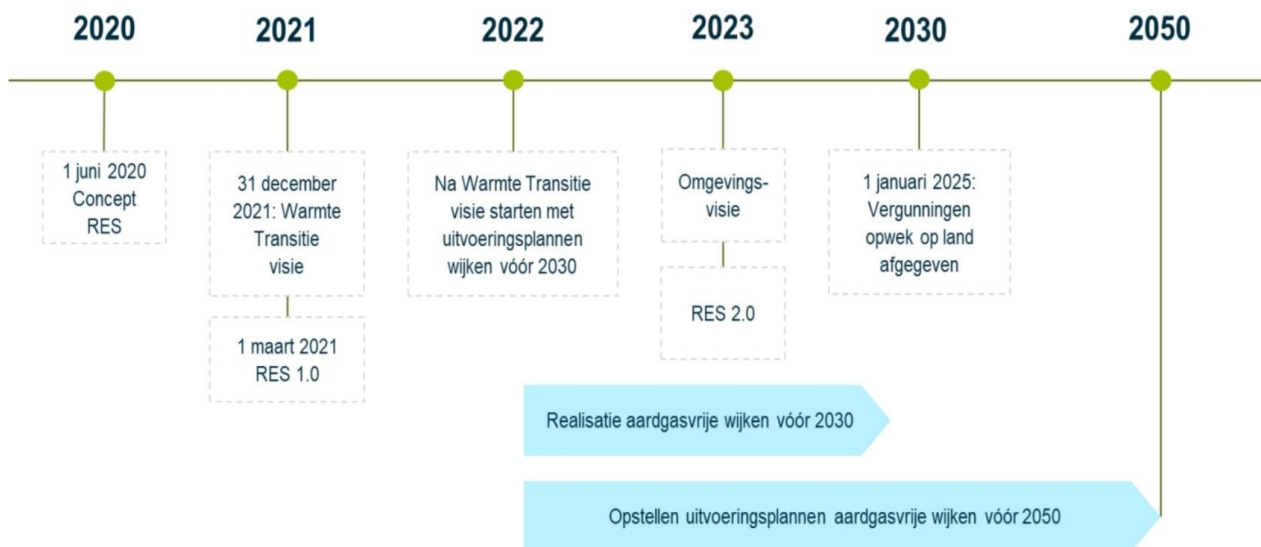 2020
2021
2022
2023
2030
2050
1 juni 2020
Concept
RES
31 december
2021: Warmte
Transitie
visie
1 maart 2021
RES 1.0
Na Warmte Transitie
visie starten met
uitvoeringsplannen
wijken vóór 2030
Omgevings-
visie
RES 2.0
1 januari 2025:
Vergunningen
opwek op land
afgegeven
Realisatie aardgasvrije wijken vóór 2030
Opstellen uitvoeringsplannen aardgasvrije wijken vóór 2050